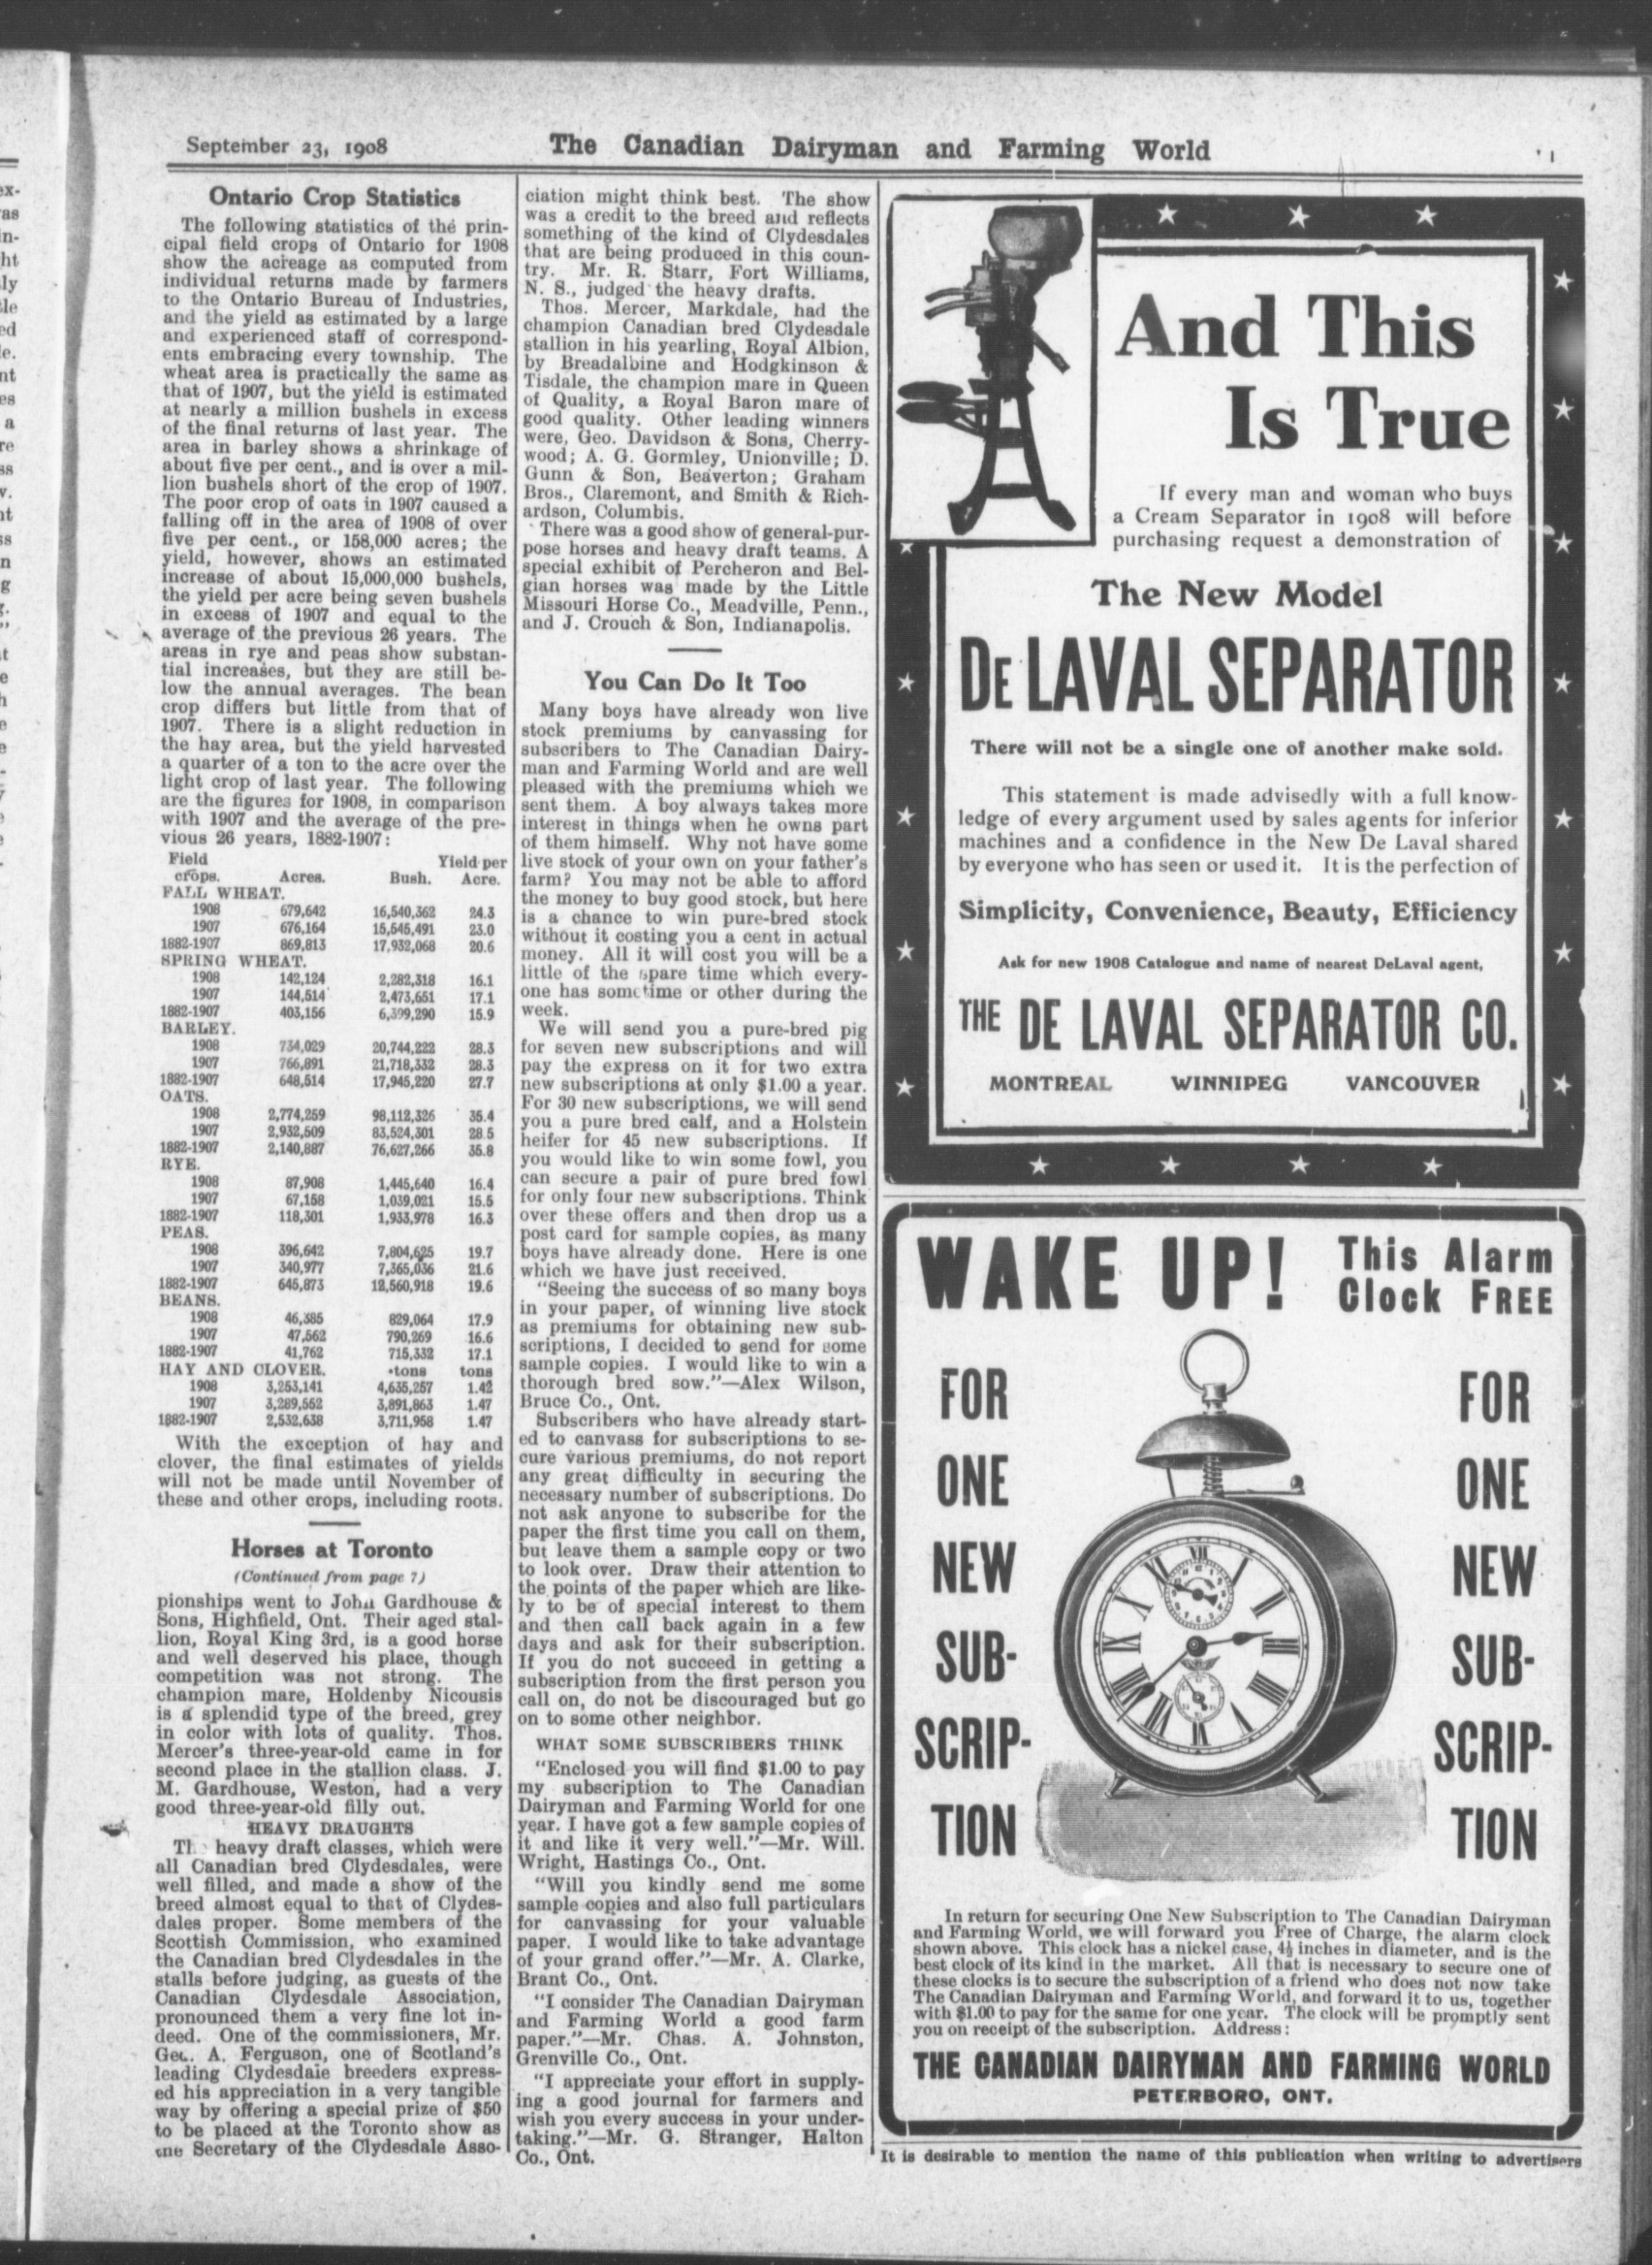 September 23, 1908
The Canadian Dairyman and Farming World
Ontario Crop Statistics
The following statistics of the prin-
cipal field crops of Ontario for 1908
show the acreage as computed from
individual returns made by farmers
to the Ontario Bureau of Industries,
and the yield as estimated by a large
and experienced staff of correspond-
ents embracing every township. The
wheat area is practically the same as
that of 1907, but the yield is estimated
at nearly a million bushels in excess
of the final returns of last year. The
area in barley shows a shrinkage of
about five per cent., and is over a mil-
lion bushels short of the crop of 1907.
The poor crop of oats in 1907 caused a
falling off in the area of 1908 of over
five per cent., or 158,000 acres; the
yield, however, shows an estimated
increase of about 15,000,000 bushels,
the yield per acre being seven bushels
in excess of 1907 and equal to the
average of the previous 26 years. The
areas in rye and peas show substan-
tial increases, but they are still be-
low the annual averages. The bean
crop differs but little from that of
1907. There is a slight reduction in
the hay area, but the yield harvested
a quarter of a ton to the acre over the
light crop of last year. The following
are the figures for 1908, in comparison
with 1907 and the average of the pre-
vious 26 years, 1882-1907:
Field Yield per
crops. Acres. Bush. Acre.
FALL WHEAT.
1908 679,642 16,540,362 24.3
1907 676,164 15,545,491 23.0
1882-1907 869,813 17,932,068 20.6
SPRING WHEAT.
1908 142,124 2,282,318 16.1
1907 144,514 2,473,651 17.1
1882-1907 403,156 6,399,290 15.9
BARLEY.
1908 734,029 20,744,222 28.3
1907 766,891 21,718,332 28.3
1882-1907 648,514 17,945,220 27.7
OATS.
1908 2,774,259 98,112,326 35.4
1907 2,932,509 83,524,301 28.5
1882-1907 2,140,887 76,627,266 35.8
RYE.
1908 87,908 1,445,640 16.4
1907 67,158 1,039,021 15.5
1882-1907 118,301 1,933,978 16.3
PEAS.
1908 396,642 7,804,625 19.7
1907 340,977 7,365,036 21.6
1882-1907 645,873 12,560,918 19.6
BEANS.
1908 46,385 829,064 17.9
1907 47,562 790,269 16.6
1882-1907 41,762 715,332 17.1
HAY AND CLOVER. tons tons
1908 3,253,141 4,635,257 1.42
1907 3,289,552 3,891,863 1.47
1882-1907 2,532,638 3,711,958 1.47
With the exception of hay and
clover, the final estimates of yields
will not be made until November of
these and other crops, including roots.
Horses at Toronto
(Continued from page 7)
pionships went to John Gardhouse &
Sons, Highfield, Ont. Their aged stal-
lion, Royal King 3rd, is a good horse
and well deserved his place, though
competition was not strong. The
champion mare, Holdenby Nicousis
is a splendid type of the breed, grey
in color with lots of quality. Thos.
Mercer's three-year-old came in for
second place in the stallion class. J.
M. Gardhouse, Weston, had a very
good three-year-old filly out.
HEAVY DRAUGHTS
heavy draft classes, which were
all Canadian bred Clydesdales, were
well filled, and made a show of the
breed almost equal to that of Clydes-
dales proper. Some members of the
Scottish Commission, who examined
the Canadian bred Clydesdales in the
stalls before judging, as guests of the
Canadian Clydesdale Association,
pronounced them a very fine lot in-
deed. One of the commissioners, Mr.
Geo. A. Ferguson, one of Scotland's
leading Clydesdale breeders express-
ed his appreciation in a very tangible
way by offering a special prize of $50
to be placed at the Toronto show as
the Secretary of the Clydesdale Asso-
ciation might think best. The show
was a credit to the breed and reflects
something of the kind of Clydesdales
that are being produced in this coun-
try. Mr. R. Starr, Fort Williams,
N. S., judged the heavy drafts.
Thos. Mercer, Markdale, had the
champion Canadian bred Clydesdale
stallion in his yearling, Royal Albion,
by Breadalbine and Hodgkinson &
Tisdale, the champion mare in Queen
of Quality, a Royal Baron mare of
good quality. Other leading winners
were, Geo. Davidson & Sons, Cherry-
wood; A. G. Gormley, Unionville; D.
Gunn & Son, Beaverton; Graham
Bros., Claremont, and Smith & Rich-
ardson, Columbis.
There was a good show of general-pur-
pose horses and heavy draft teams. A
special exhibit of Percheron and Bel-
gian horses was made by the Little
Missouri Horse Co., Meadville, Penn.,
and J. Crouch & Son, Indianapolis.
You Can Do It Too
Many boys have already won live
stock premiums by canvassing for
subscribers to The Canadian Dairy-
man and Farming World and are well
pleased with the premiums which we
sent them. A boy always takes more
interest in things when he owns part
of them himself. Why not have some
live stock of your own on your father's
farm? You may not be able to afford
the money to buy good stock, but here
is a chance to win pure-bred stock
without it costing you a cent in actual
money. All it will cost you will be a
little of the spare time which every-
one has sometime or other during the
week.
We will send you a pure-bred pig
for seven new subscriptions and will
pay the express on it for two extra
new subscriptions at only $1.00 a year.
For 30 new subscriptions, we will send
you a pure bred calf, and a Holstein
heifer for 45 new subscriptions. If
you would like to win some fowl, you
can secure a pair of pure bred fowl
for only four new subscriptions. Think
over these offers and then drop us a
post card for sample copies, as many
boys have already done. Here is one
which we have just received.
"Seeing the success of so many boys
in your paper, of winning live stock
as premiums for obtaining new sub-
scriptions, I decided to send for some
sample copies. I would like to win a
thorough bred sow."—Alex Wilson,
Bruce Co., Ont.
Subscribers who have already start-
ed to canvass for subscriptions to se-
cure various premiums, do not report
any great difficulty in securing the
necessary number of subscriptions. Do
not ask anyone to subscribe for the
paper the first time you call on them,
but leave them a sample copy or two
to look over. Draw their attention to
the points of the paper which are like-
ly to be of special interest to them
and then call back again in a few
days and ask for their subscription.
If you do not succeed in getting a
subscription from the first person you
call on, do not be discouraged but go
on to some other neighbor.
WHAT SOME SUBSCRIBERS THINK
"Enclosed you will find $1.00 to pay
my subscription to The Canadian
Dairyman and Farming World for one
year. I have got a few sample copies of
it and like it very well."—Mr. Will.
Wright, Hastings Co., Ont.
"Will you kindly send me some
sample copies and also full particulars
for canvassing for your valuable
paper. I would like to take advantage
of your grand offer."—Mr. A. Clarke,
Brant Co., Ont.
"I consider The Canadian Dairyman
and Farming World a good farm
paper."—Mr. Chas. A. Johnston,
Grenville Co., Ont.
"I appreciate your effort in supply-
ing a good journal for farmers and
wish you every success in your under-
taking."—Mr. G. Stranger, Halton
Co., Ont.
And This
Is True
If every man and woman who buys
a Cream Separator in 1908 will before
purchasing request a demonstration of
The New Model
DE LAVAL SEPARATOR
There will not be a single one of another make sold.
This statement is made advisedly with a full know-
ledge of every argument used by sales agents for inferior
machines and a confidence in the New De Laval shared
by everyone who has seen or used it. It is the perfection of
Simplicity, Convenience, Beauty, Efficiency
Ask for new 1908 Catalogue and name of nearest DeLaval agent,
THE DE LAVAL SEPARATOR CO.
MONTREAL WINNIPEG VANCOUVER
WAKE UP! This Alarm
Clock FREE
FOR
ONE
NEW
SUB-
SCRIP-
TION
FOR
ONE
NEW
SUB-
SCRIP-
TION
In return for securing One New Subscription to The Canadian Dairyman
and Farming World, we will forward you Free of Charge, the alarm clock
shown above. This clock has a nickel case, 4½ inches in diameter, and is the
best clock of its kind in the market. All that is necessary to secure one of
these clocks is to secure the subscription of a friend who does not now take
The Canadian Dairyman and Farming World, and forward it to us, together
with $1.00 to pay for the same for one year. The clock will be promptly sent
you on receipt of the subscription. Address:
THE CANADIAN DAIRYMAN AND FARMING WORLD
PETERBORO, ONT.
It is desirable to mention the name of this publication when writing to advertisers